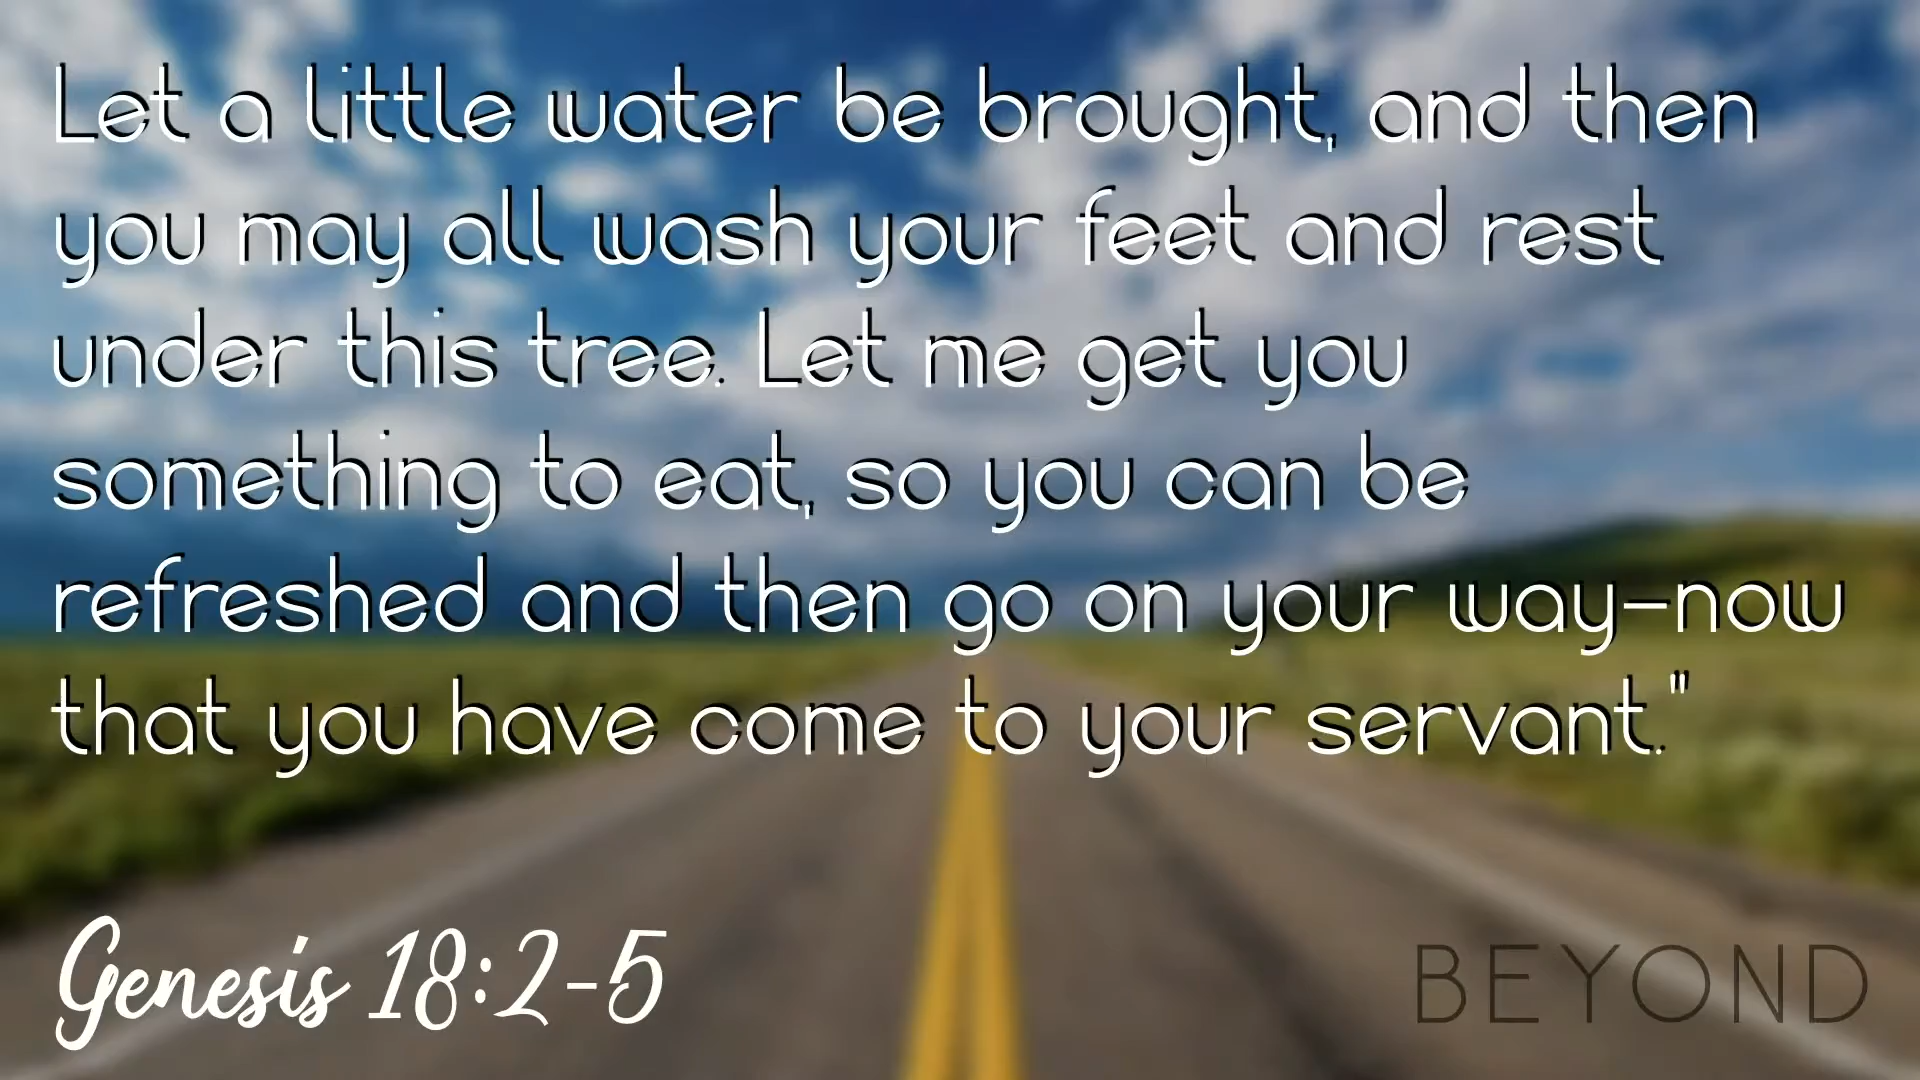 Let a little water be brought, and then
you may all wash your feet and rest
under this tree. Let me get you
something to eat, so you can be
refreshed and then go on your way-now
that you have come to your servant."
Genesis 18:2-5
BEYOND